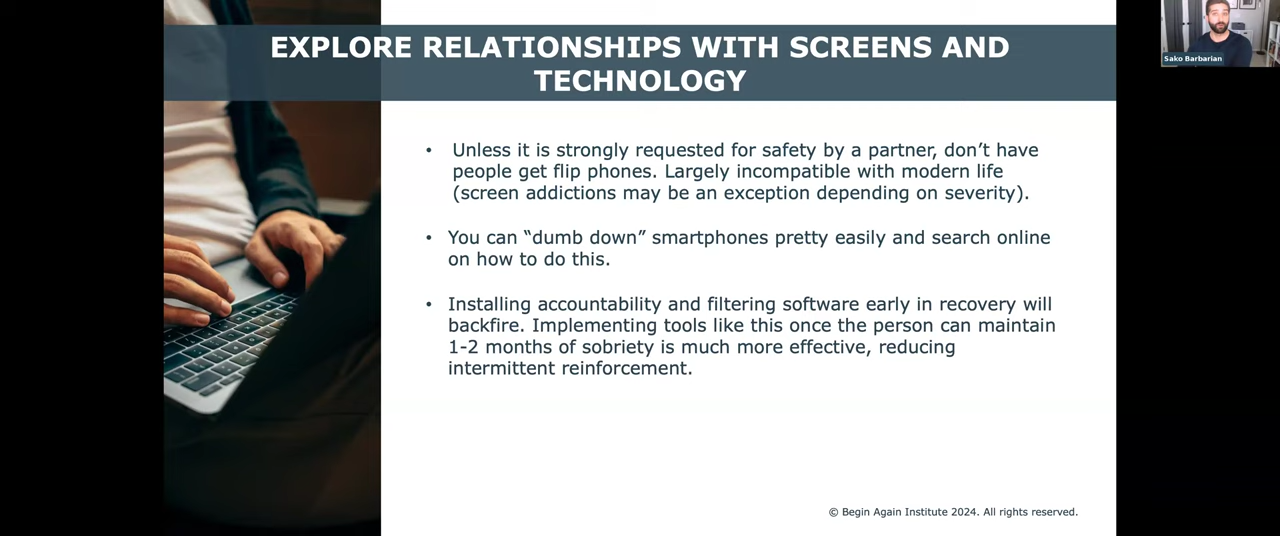 Sako Barbarian
EXPLORE RELATIONSHIPS WITH SCREENS AND
TECHNOLOGY
• Unless it is strongly requested for safety by a partner, don’t have
people get flip phones. Largely incompatible with modern life
(screen addictions may be an exception depending on severity).
• You can “dumb down” smartphones pretty easily and search online
on how to do this.
• Installing accountability and filtering software early in recovery will
backfire. Implementing tools like this once the person can maintain
1-2 months of sobriety is much more effective, reducing
intermittent reinforcement.
© Begin Again Institute 2024. All rights reserved.